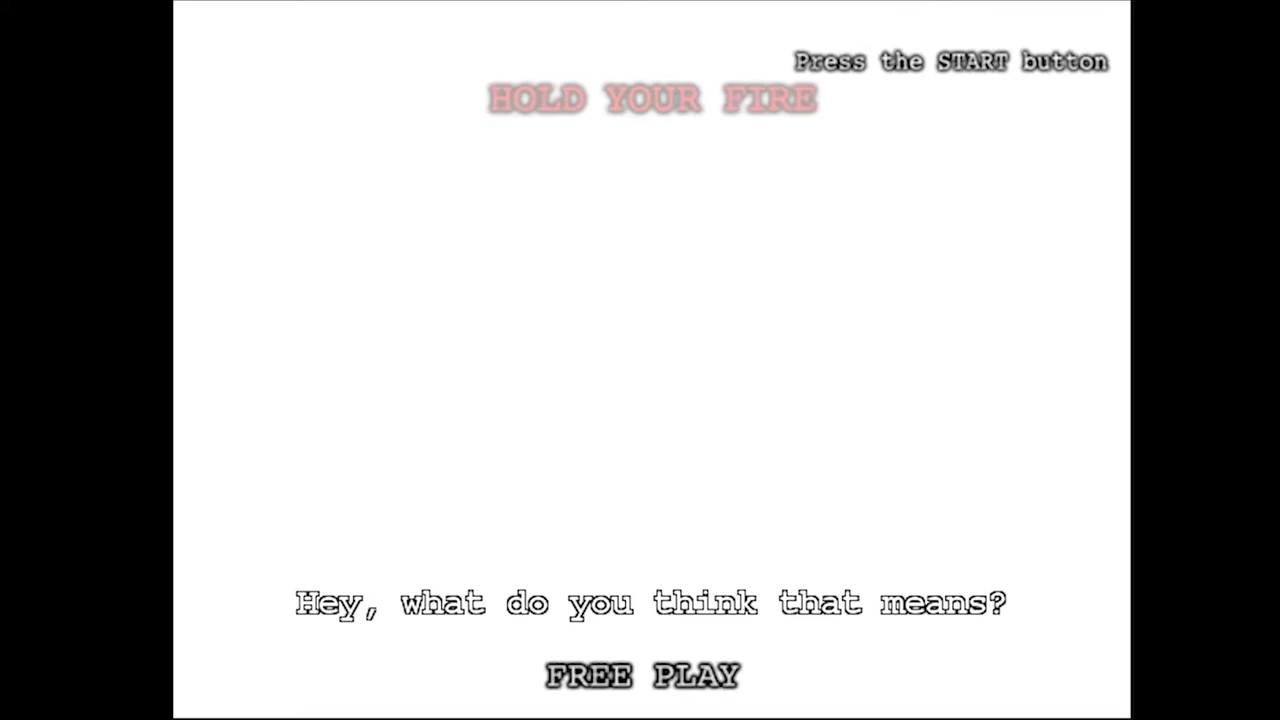 Press the START button
HOLD YOUR FIRE
Hey, what do you think that means?
FREE PLAY